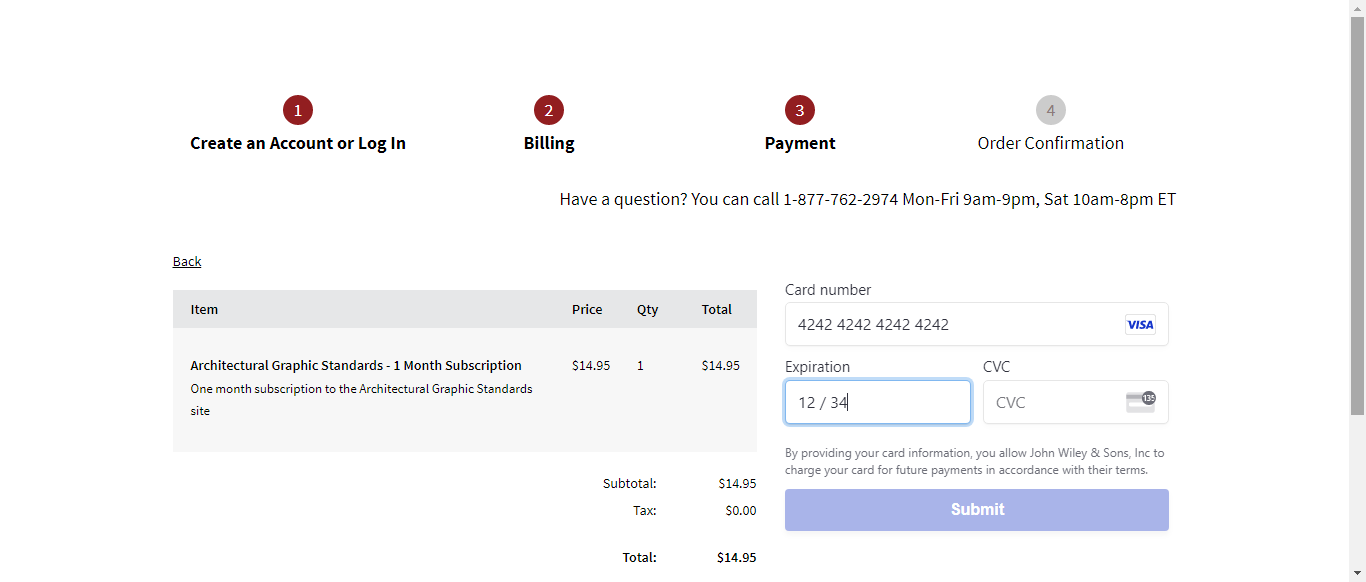 1
Create an Account or Log In
2
Billing
3
Payment
4
Order Confirmation
Have a question? You can call 1-877-762-2974 Mon-Fri 9am-9pm, Sat 10am-8pm ET
Back
Item Price Qty Total
Architectural Graphic Standards - 1 Month Subscription $14.95 1 $14.95
One month subscription to the Architectural Graphic Standards
site
Subtotal: $14.95
Tax: $0.00
Total: $14.95
Card number
4242 4242 4242 4242 VISA
Expiration CVC
12 / 34 CVC 135
By providing your card information, you allow John Wiley & Sons, Inc to
charge your card for future payments in accordance with their terms.
Submit